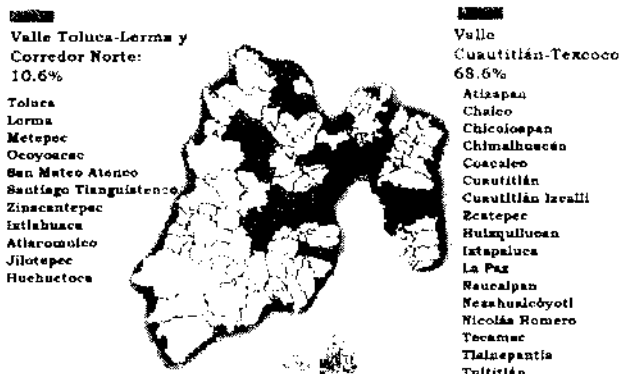 Valle Toluca-Lerma y
Corredor Norte:
10.6%
Toluca
Lerma
Metepec
Ocoyoacac
San Mateo Atenco
Santiago Tianguistenco
Zinacantepec
Ixtlahuaca
Atlacomulco
Jilotepec
Huehuetoca
Valle
Cuautitlán-Texcoco
68.6%
Atizapan
Chalco
Chicoloapan
Chimalhuacán
Coacalco
Cuautitlán
Cuautitlán Izcalli
Ecatepec
Huixquilucan
Ixtapaluca
La Paz
Naucalpan
Nezahualcóyotl
Nicolás Romero
Tecamac
Tlalnepantla
Tultitlán